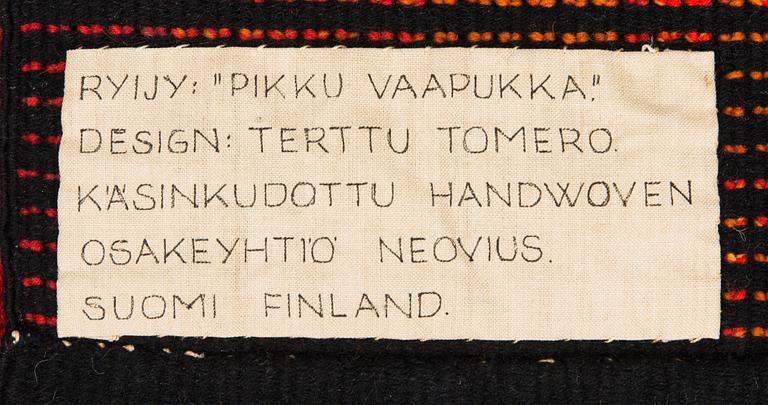 RYIJY: "PIKKU VAAPUKKA."
DESIGN: TERTTU TOMERO.
KÄSINKUDOTTU HANDWOVEN
OSAKEYHTIÖ NEOVIUS.
SUOMI FINLAND.